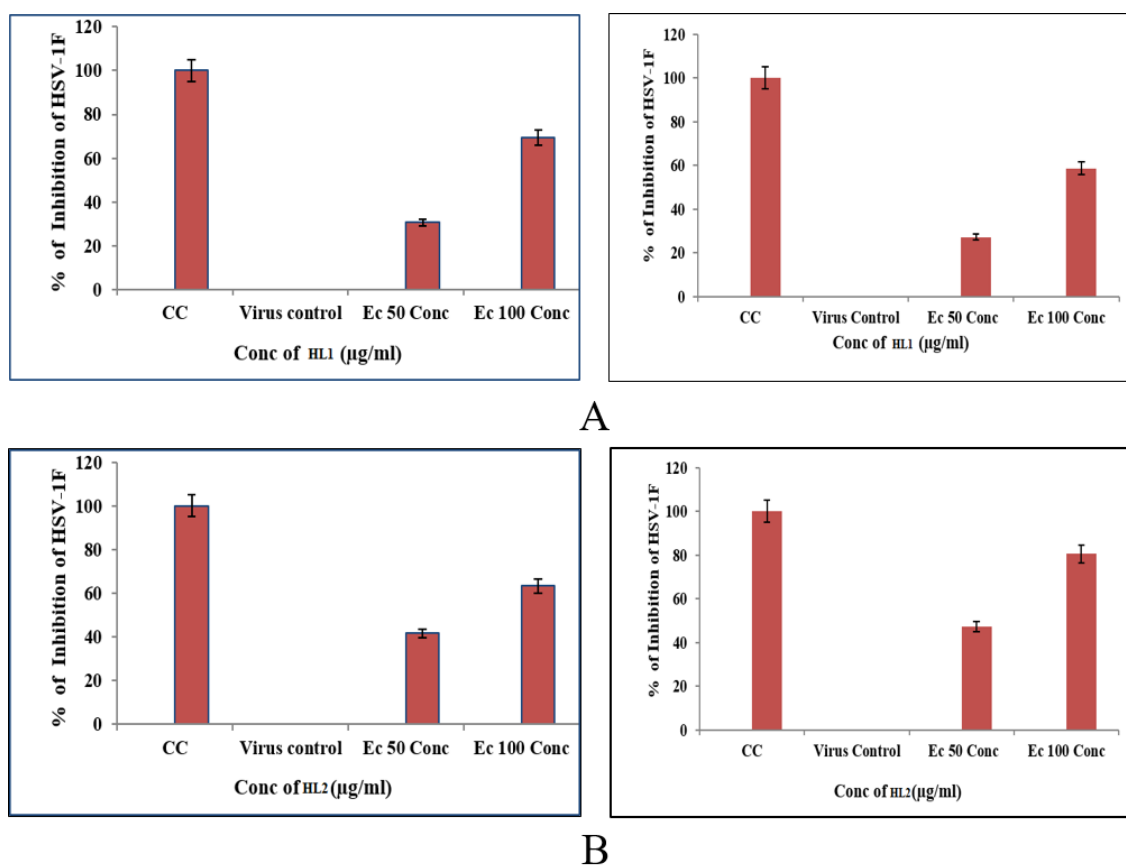 % of Inhibition of HSV-1F
120
100
80
60
40
20
0
CC Virus control Ec 50 Conc Ec 100 Conc
Conc of HL1 (µg/ml)
% of Inhibition of HSV-1F
120
100
80
60
40
20
0
CC Virus Control Ec 50 Conc Ec 100 Conc
Conc of HL1 (µg/ml)
A
% of Inhibition of HSV-1F
120
100
80
60
40
20
0
CC Virus control Ec 50 Conc Ec 100 Conc
Conc of HL2 (µg/ml)
% of Inhibition of HSV-1F
120
100
80
60
40
20
0
CC Virus Control Ec 50 Conc Ec 100 Conc
Conc of HL2 (µg/ml)
B